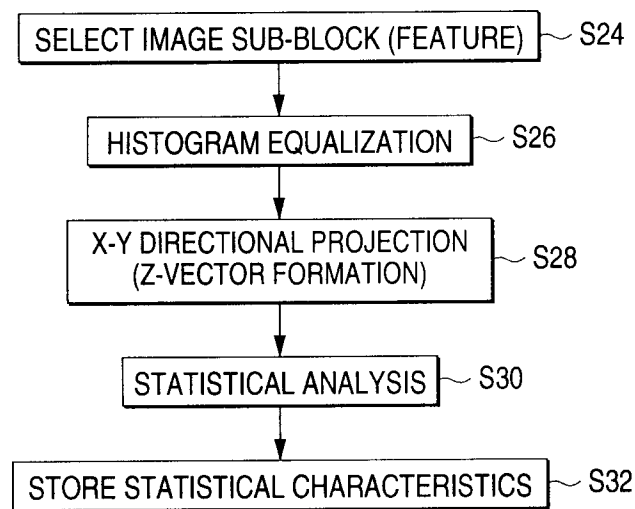 SELECT IMAGE SUB-BLOCK (FEATURE) S24
HISTOGRAM EQUALIZATION S26
X-Y DIRECTIONAL PROJECTION
(Z-VECTOR FORMATION) S28
STATISTICAL ANALYSIS S30
STORE STATISTICAL CHARACTERISTICS S32